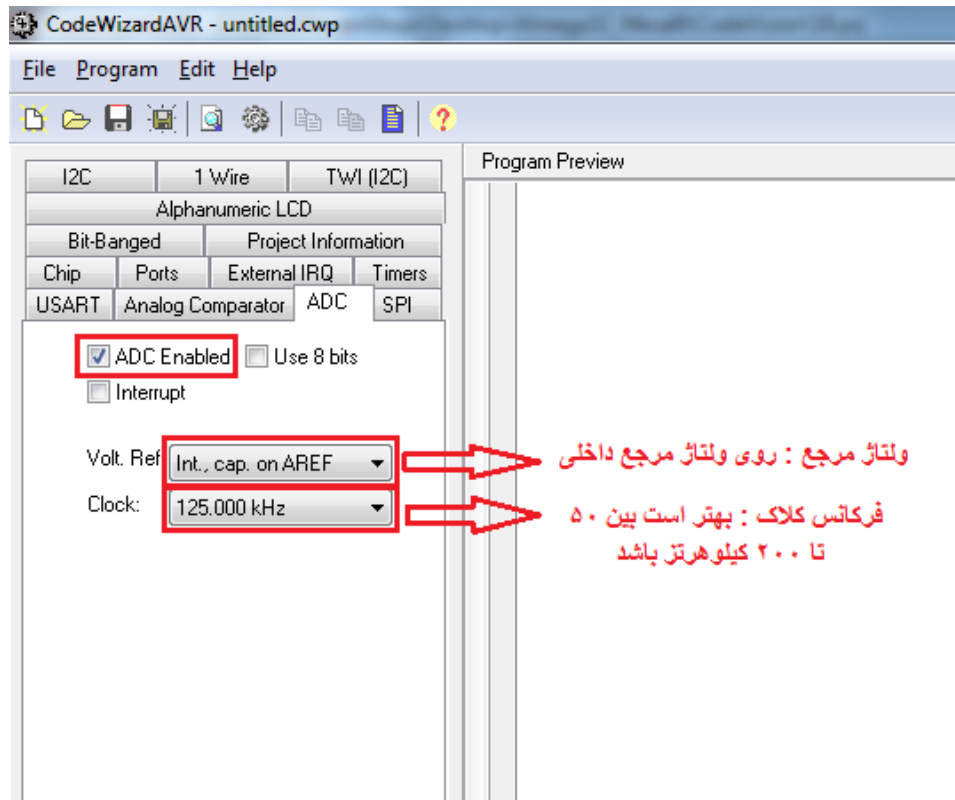 CodeWizardAVR - untitled.cwp
File Program Edit Help
Program Preview
I2C 1 Wire TWI (I2C)
Alphanumeric LCD
Bit-Banged Project Information
Chip Ports External IRQ Timers
USART Analog Comparator ADC SPI
ADC Enabled Use 8 bits
Interrupt
Volt. Ref Int., cap. on AREF
ولتاژ مرجع : روی ولتاژ مرجع داخلی
Clock: 125.000 kHz
فرکانس کلاک : بهتر است بین ۵۰
تا ۲۰۰ کیلوهرتز باشد